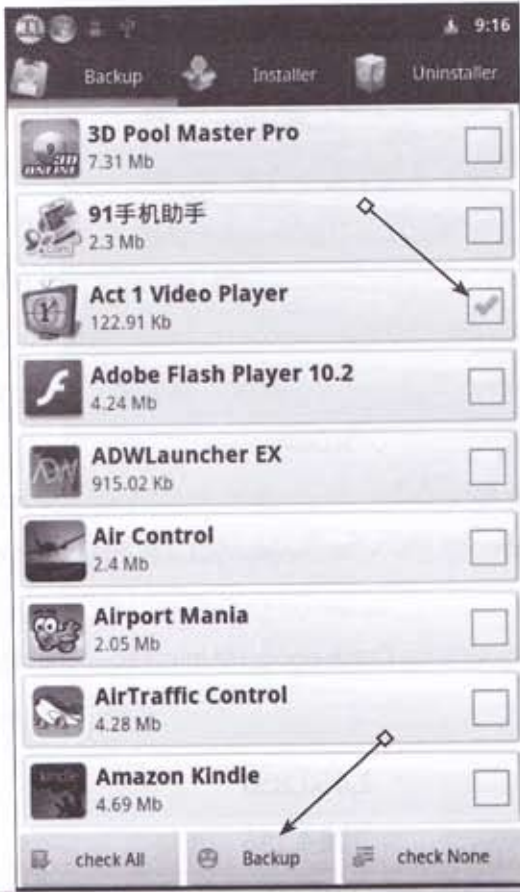 9:16
Backup Installer Uninstaller
3D Pool Master Pro
7.31 Mb
91手机助手
2.3 Mb
Act 1 Video Player
122.91 Kb
Adobe Flash Player 10.2
4.24 Mb
ADWLauncher EX
915.02 Kb
Air Control
2.4 Mb
Airport Mania
2.05 Mb
AirTraffic Control
4.28 Mb
Amazon Kindle
4.69 Mb
check All Backup check None